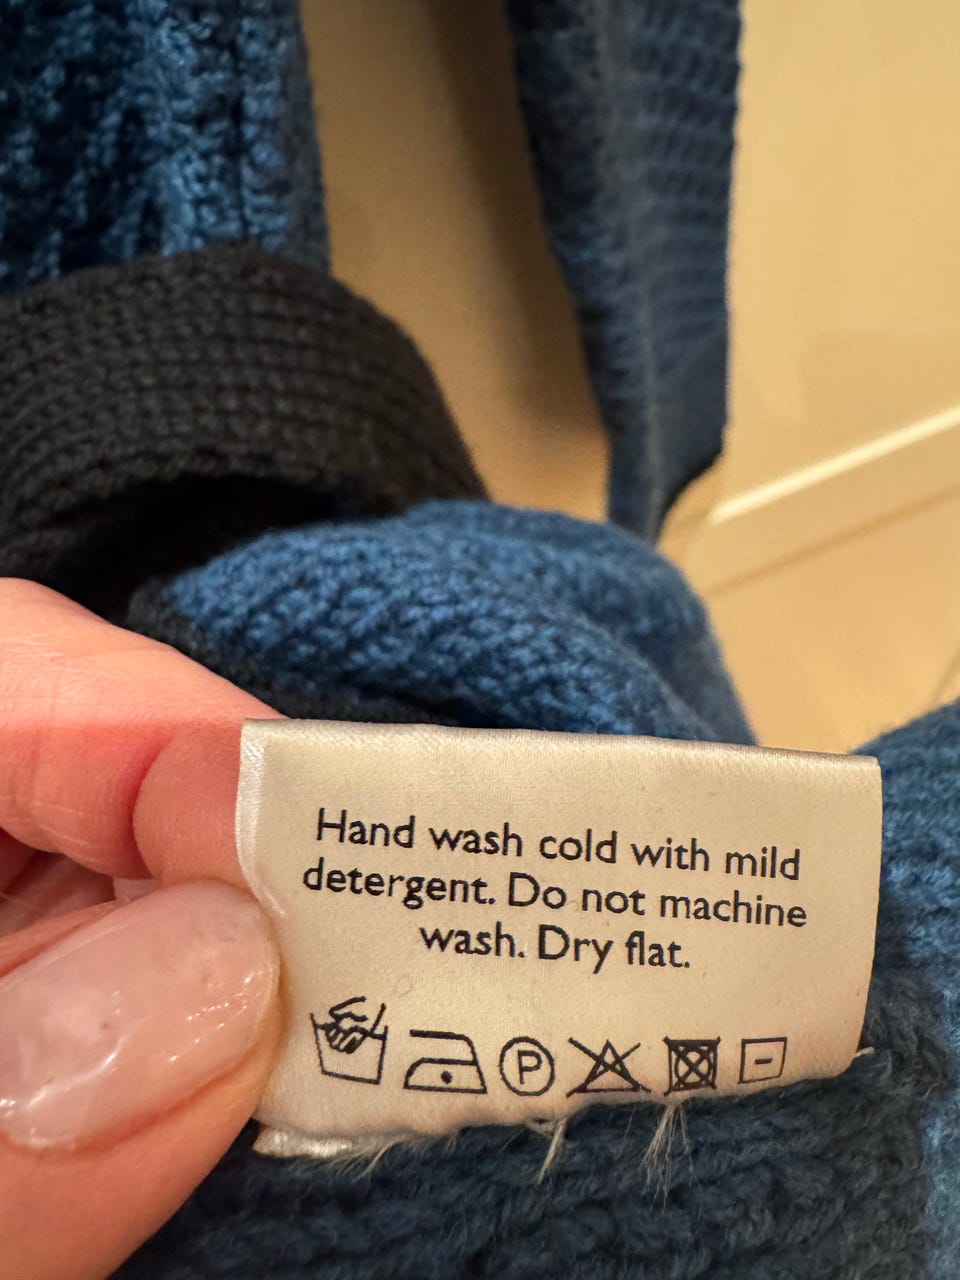 Hand wash cold with mild
detergent. Do not machine
wash. Dry flat.
P